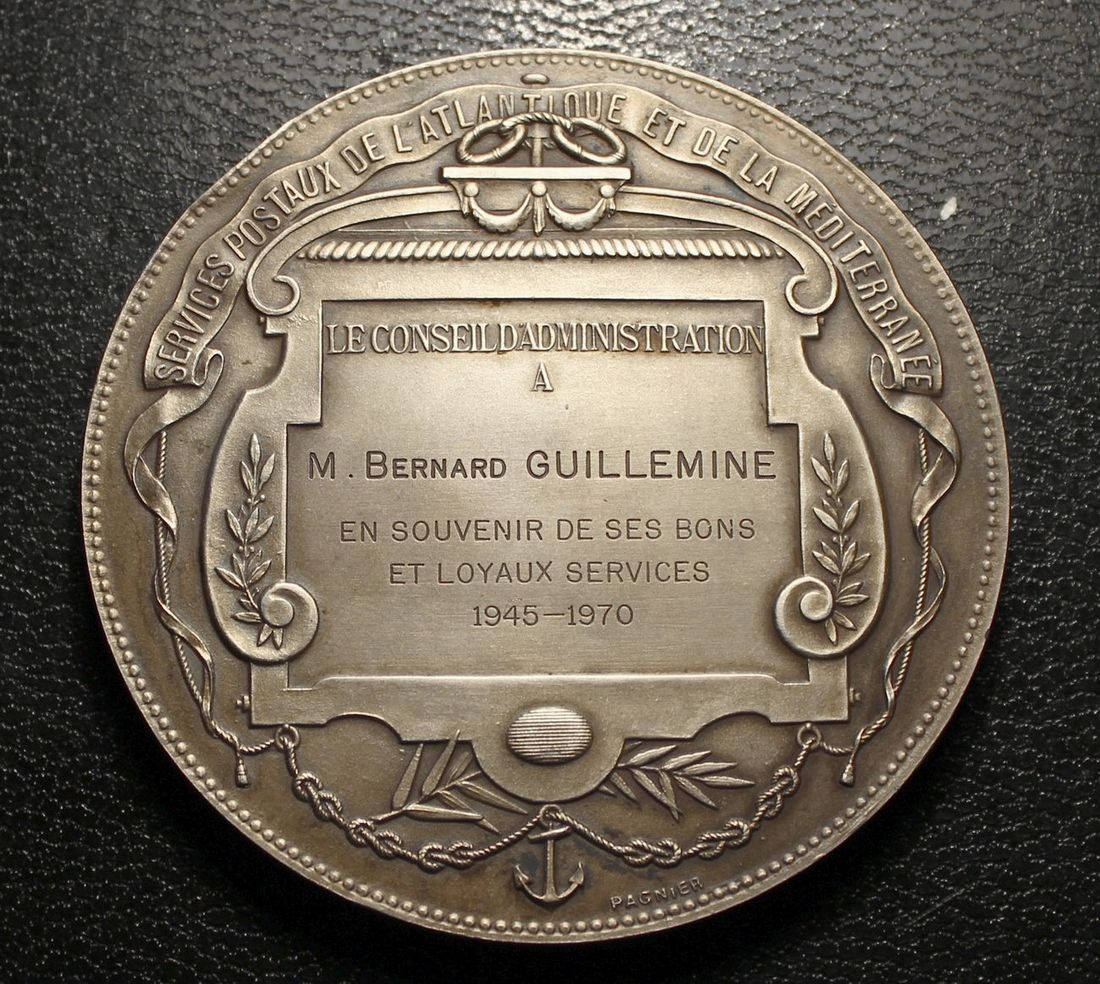 SERVICES POSTAUX DE L'ATLANTIQUE ET DE LA MÉDITERRANÉE
LE CONSEIL D'ADMINISTRATION
A
M. BERNARD GUILLEMINE
EN SOUVENIR DE SES BONS
ET LOYAUX SERVICES
1945-1970
PAGNIER